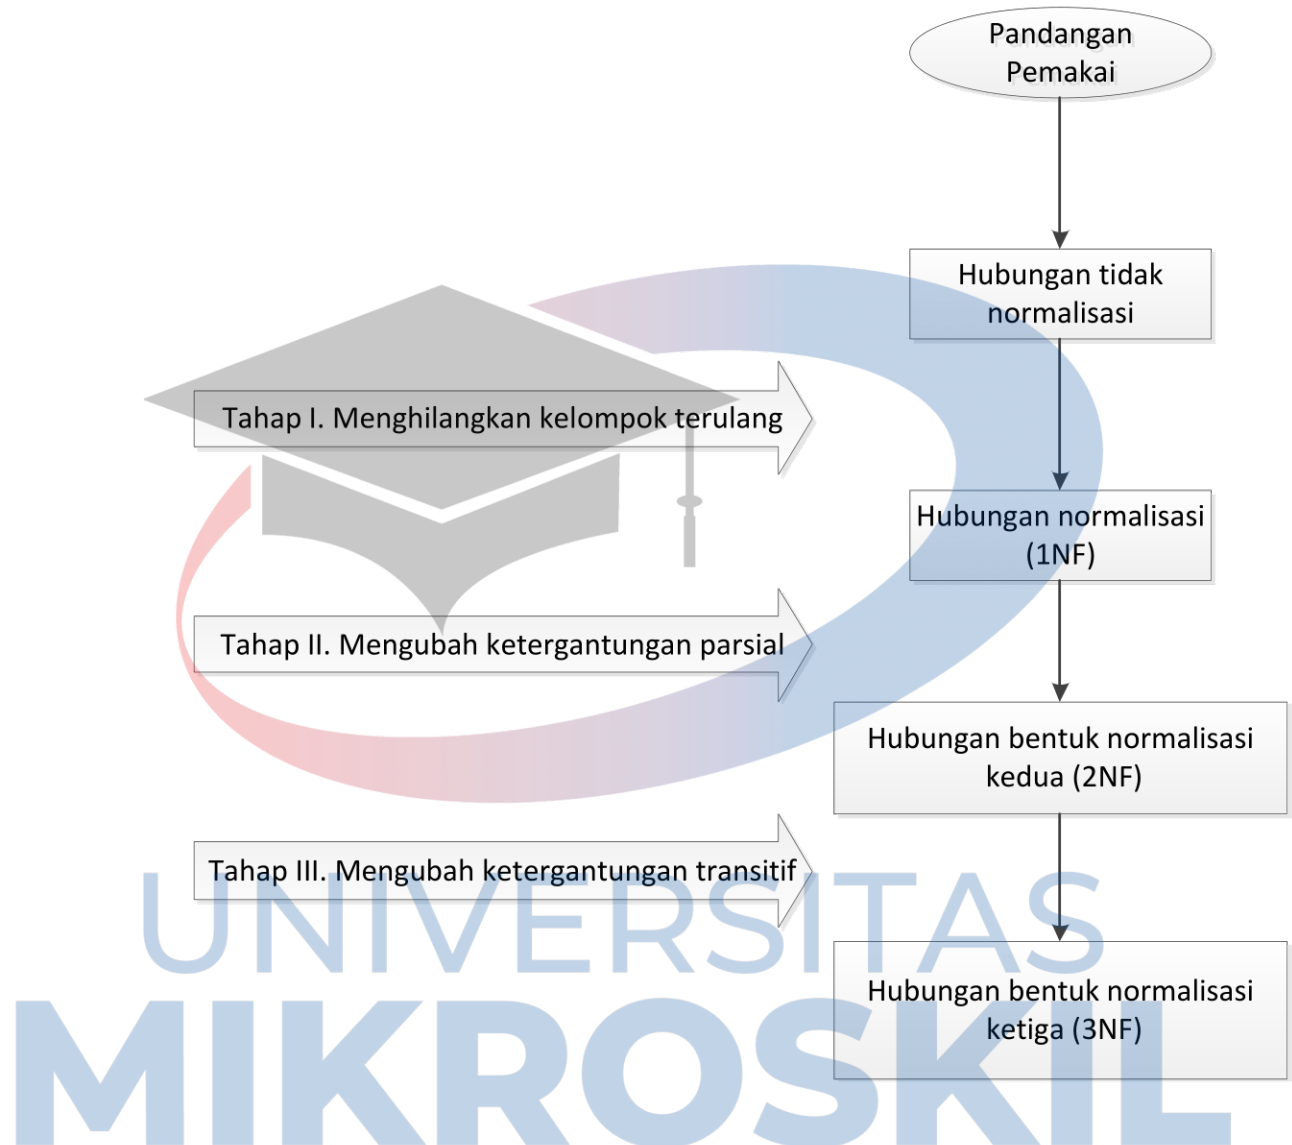 Pandangan
Pemakai
Hubungan tidak
normalisasi
Tahap I. Menghilangkan kelompok terulang
Hubungan normalisasi
(1NF)
Tahap II. Mengubah ketergantungan parsial
Hubungan bentuk normalisasi
kedua (2NF)
Tahap III. Mengubah ketergantungan transitif
UNIVERSITAS
Hubungan bentuk normalisasi
ketiga (3NF)
MIKROSKIL